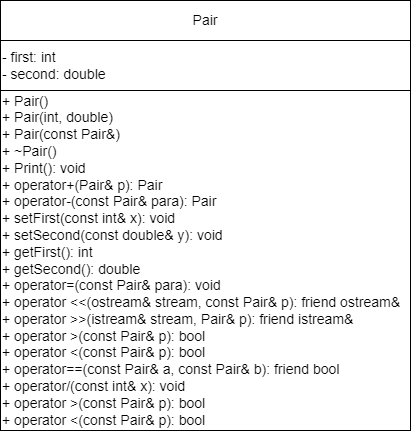 Pair
- first: int
- second: double
+ Pair()
+ Pair(int, double)
+ Pair(const Pair&)
+ ~Pair()
+ Print(): void
+ operator+(Pair& p): Pair
+ operator-(const Pair& para): Pair
+ setFirst(const int& x): void
+ setSecond(const double& y): void
+ getFirst(): int
+ getSecond(): double
+ operator=(const Pair& para): void
+ operator <<(ostream& stream, const Pair& p): friend ostream&
+ operator >>(istream& stream, Pair& p): friend istream&
+ operator >(const Pair& p): bool
+ operator <(const Pair& p): bool
+ operator==(const Pair& a, const Pair& b): friend bool
+ operator/(const int& x): void
+ operator >(const Pair& p): bool
+ operator <(const Pair& p): bool